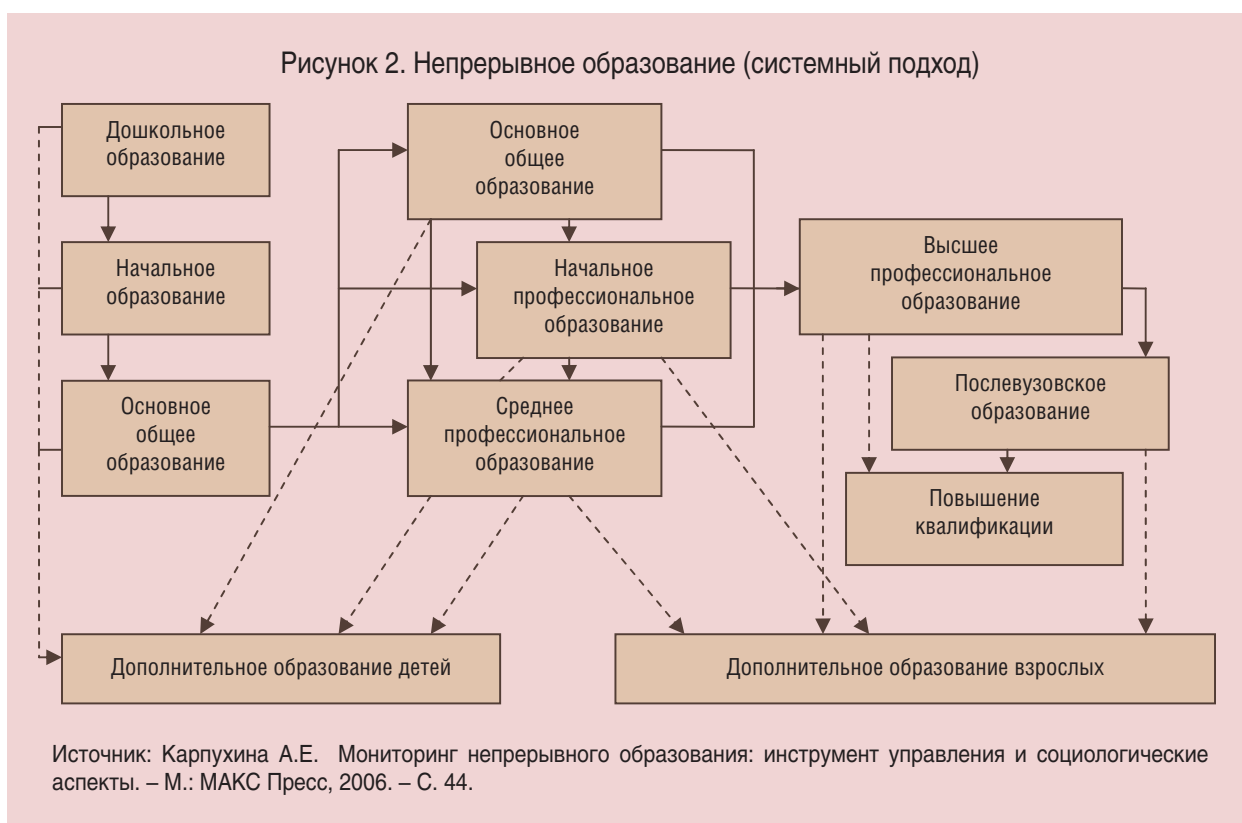 Рисунок 2. Непрерывное образование (системный подход)
Дошкольное
образование
Начальное
образование
Основное
общее
образование
Основное
общее
образование
Начальное
профессиональное
образование
Среднее
профессиональное
образование
Высшее
профессиональное
образование
Послевузовское
образование
Повышение
квалификации
Дополнительное образование детей
Дополнительное образование взрослых
Источник: Карпухина А.Е. Мониторинг непрерывного образования: инструмент управления и социологические
аспекты. – М.: МАКС Пресс, 2006. – С. 44.